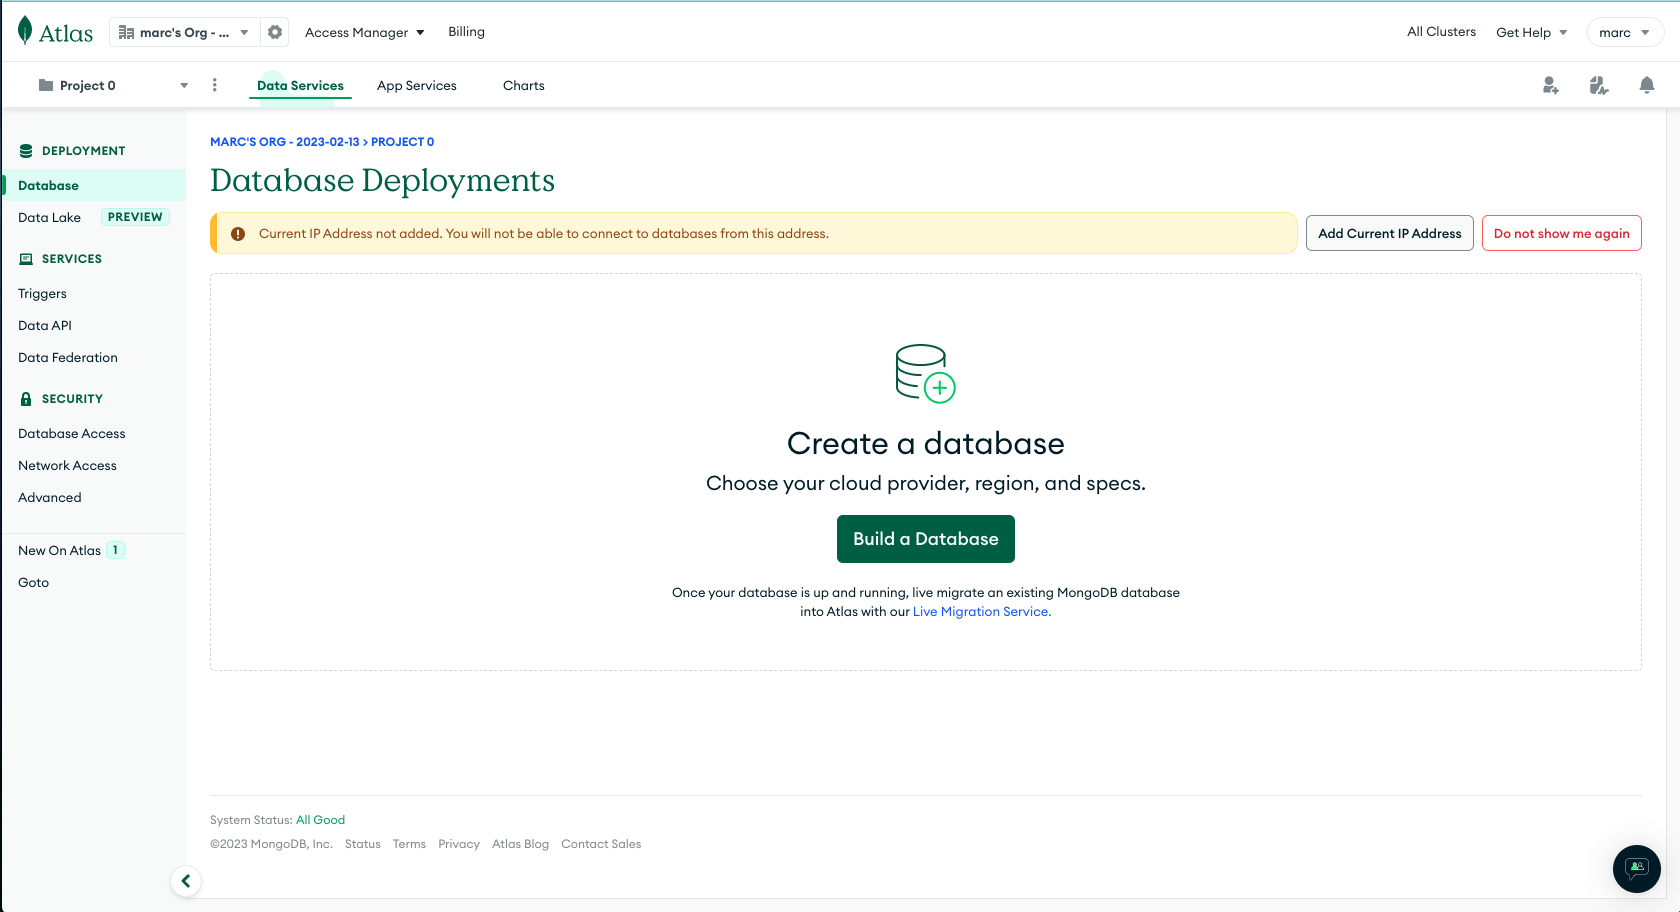 Atlas
marc's Org - ...
Access Manager
Billing
All Clusters
Get Help
marc
Project 0
Data Services
App Services
Charts
DEPLOYMENT
Database
Data Lake PREVIEW
SERVICES
Triggers
Data API
Data Federation
SECURITY
Database Access
Network Access
Advanced
New On Atlas 1
Goto
MARC'S ORG - 2023-02-13 > PROJECT 0
Database Deployments
Current IP Address not added. You will not be able to connect to databases from this address.
Add Current IP Address
Do not show me again
Create a database
Choose your cloud provider, region, and specs.
Build a Database
Once your database is up and running, live migrate an existing MongoDB database
into Atlas with our Live Migration Service.
System Status: All Good
©2023 MongoDB, Inc. Status Terms Privacy Atlas Blog Contact Sales